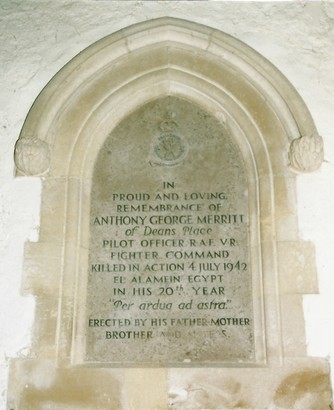 IN
PROUD AND LOVING
REMEMBRANCE OF
ANTHONY GEORGE MERRITT
of Deans Place
PILOT OFFICER R.A.F. V.R.
FIGHTER COMMAND
KILLED IN ACTION 4 JULY 1942
EL ALAMEIN EGYPT
IN HIS 20TH YEAR
"Per ardua ad astra."
ERECTED BY HIS FATHER MOTHER
BROTHER AND